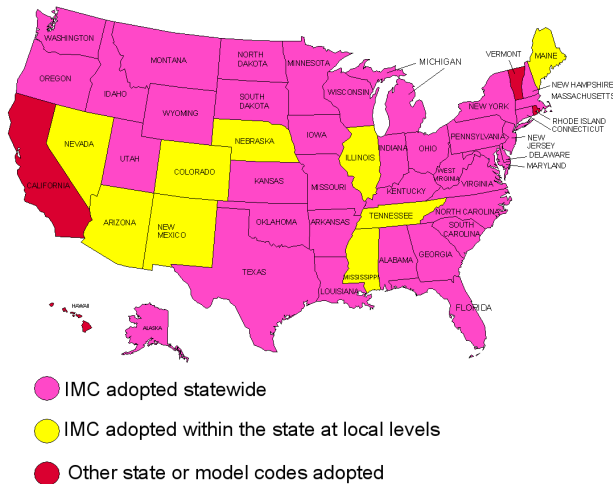 WASHINGTON
MONTANA
NORTH
DAKOTA
MINNESOTA
MICHIGAN
VERMONT
MAINE
OREGON
IDAHO
SOUTH
DAKOTA
WISCONSIN
NEW HAMPSHIRE
MASSACHUSETTS
WYOMING
NEW YORK
RHODE ISLAND
CONNECTICUT
NEVADA
NEBRASKA
IOWA
PENNSYLVANIA
NEW
JERSEY
UTAH
COLORADO
ILLINOIS
INDIANA
OHIO
DELAWARE
MARYLAND
CALIFORNIA
KANSAS
MISSOURI
WEST
VIRGINIA
KENTUCKY
VIRGINIA
ARIZONA
NEW
MEXICO
OKLAHOMA
ARKANSAS
TENNESSEE
NORTH CAROLINA
SOUTH
CAROLINA
TEXAS
MISSISSIPPI
ALABAMA
GEORGIA
LOUISIANA
FLORIDA
HAWAII
ALASKA
IMC adopted statewide
IMC adopted within the state at local levels
Other state or model codes adopted